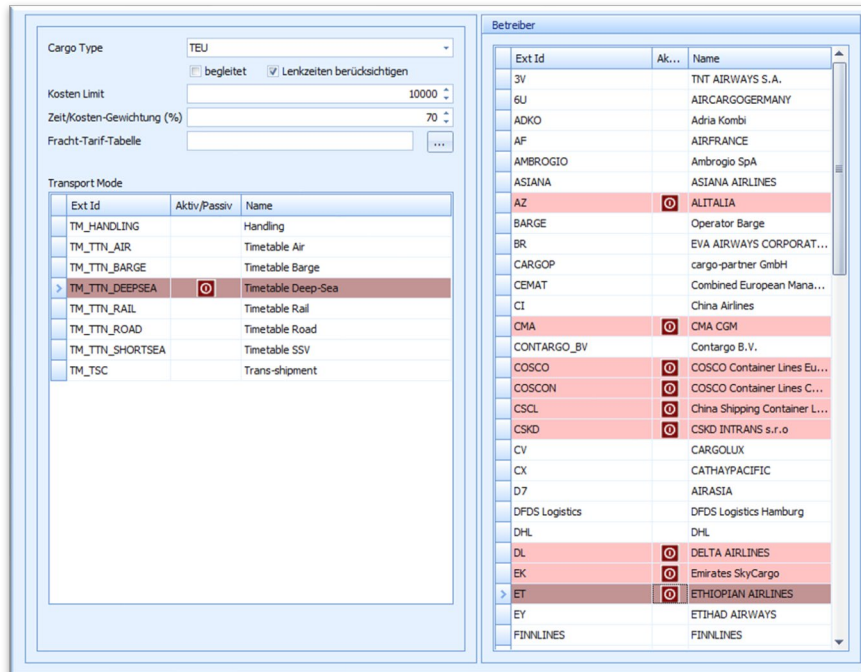 Cargo Type TEU
begleitet Lenkzeiten berücksichtigen
Kosten Limit 10000
Zeit/Kosten-Gewichtung (%) 70
Fracht-Tarif-Tabelle ...
Transport Mode
Ext Id Aktiv/Passiv Name
TM_HANDLING Handling
TM_TTN_AIR Timetable Air
TM_TTN_BARGE Timetable Barge
TM_TTN_DEEPSEA Timetable Deep-Sea
TM_TTN_RAIL Timetable Rail
TM_TTN_ROAD Timetable Road
TM_TTN_SHORTSEA Timetable SSV
TM_TSC Trans-shipment
Betreiber
Ext Id Ak... Name
3V TNT AIRWAYS S.A.
6U AIRCARGOGERMANY
ADKO Adria Kombi
AF AIRFRANCE
AMBROGIO Ambrogio SpA
ASIANA ASIANA AIRLINES
AZ ALITALIA
BARGE Operator Barge
BR EVA AIRWAYS CORPORAT...
CARGOP cargo-partner GmbH
CEMAT Combined European Mana...
CI China Airlines
CMA CMA CGM
CONTARGO_BV Contargo B.V.
COSCO COSCO Container Lines Eu...
COSCON COSCO Container Lines C...
CSCL China Shipping Container L...
CSKD CSKD INTRANS s.r.o
CV CARGOLUX
CX CATHAYPACIFIC
D7 AIRASIA
DFDS Logistics DFDS Logistics Hamburg
DHL DHL
DL DELTA AIRLINES
EK Emirates SkyCargo
ET ETHIOPIAN AIRLINES
EY ETIHAD AIRWAYS
FINNLINES FINNLINES